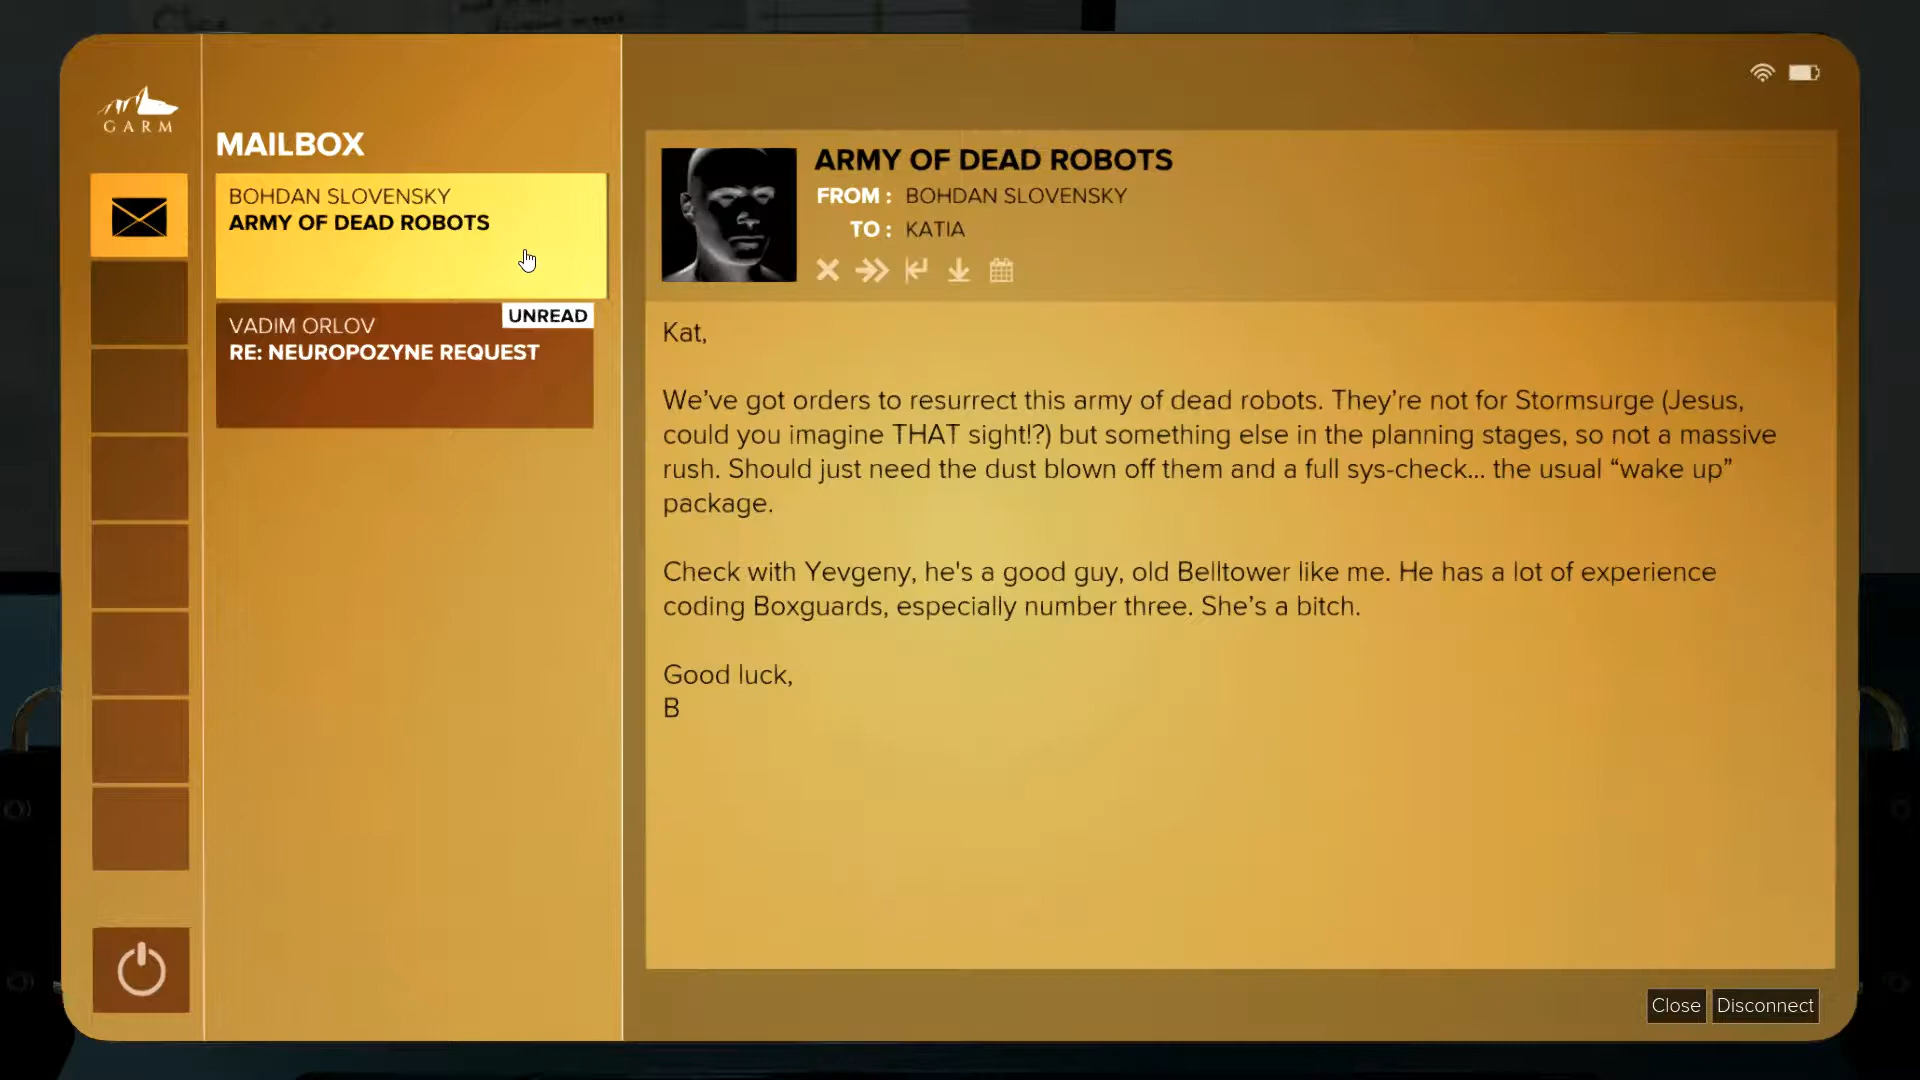 GARM
MAILBOX
BOHDAN SLOVENSKY
ARMY OF DEAD ROBOTS
UNREAD
VADIM ORLOV
RE: NEUROPOZYNE REQUEST
ARMY OF DEAD ROBOTS
FROM : BOHDAN SLOVENSKY
TO : KATIA
Kat,
We’ve got orders to resurrect this army of dead robots. They’re not for Stormsurge (Jesus,
could you imagine THAT sight!?) but something else in the planning stages, so not a massive
rush. Should just need the dust blown off them and a full sys-check... the usual “wake up”
package.
Check with Yevgeny, he's a good guy, old Belltower like me. He has a lot of experience
coding Boxguards, especially number three. She’s a bitch.
Good luck,
B
Close Disconnect